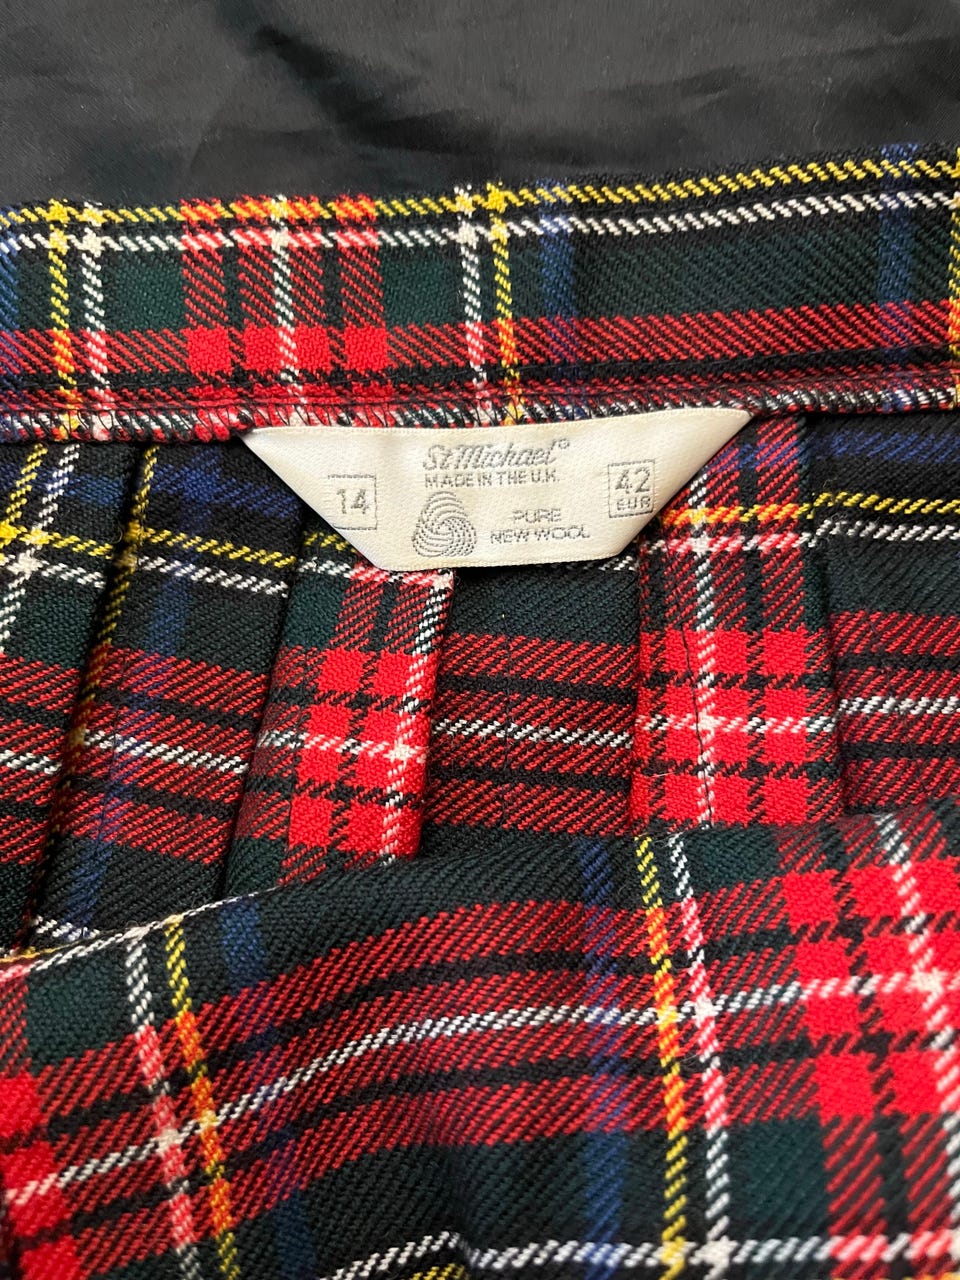 St Michael®
MADE IN THE U.K.
14
42
EUR
PURE
NEW WOOL